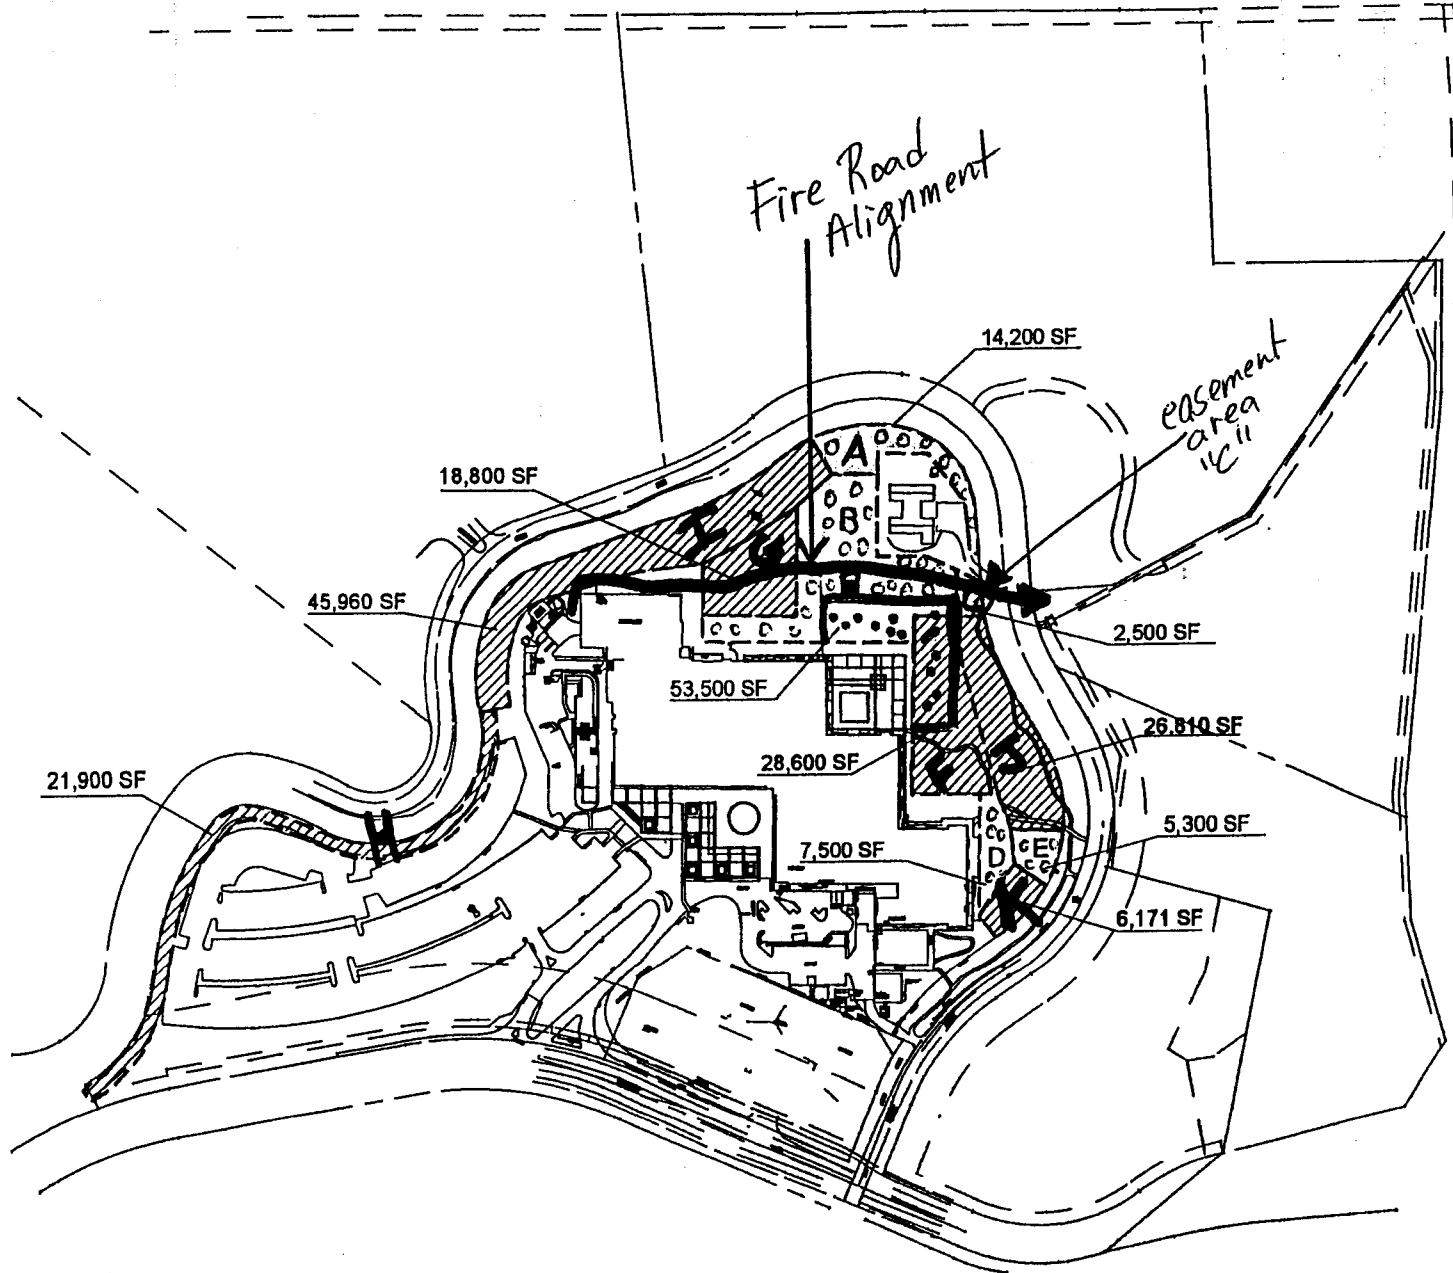 Fire Road
Alignment
14,200 SF
easement
area
"C"
A
18,800 SF
B
I
G
45,960 SF
2,500 SF
53,500 SF
26.810 SF
28,600 SF
F
J
21,900 SF
H
5,300 SF
7,500 SF
D
E
K
6,171 SF